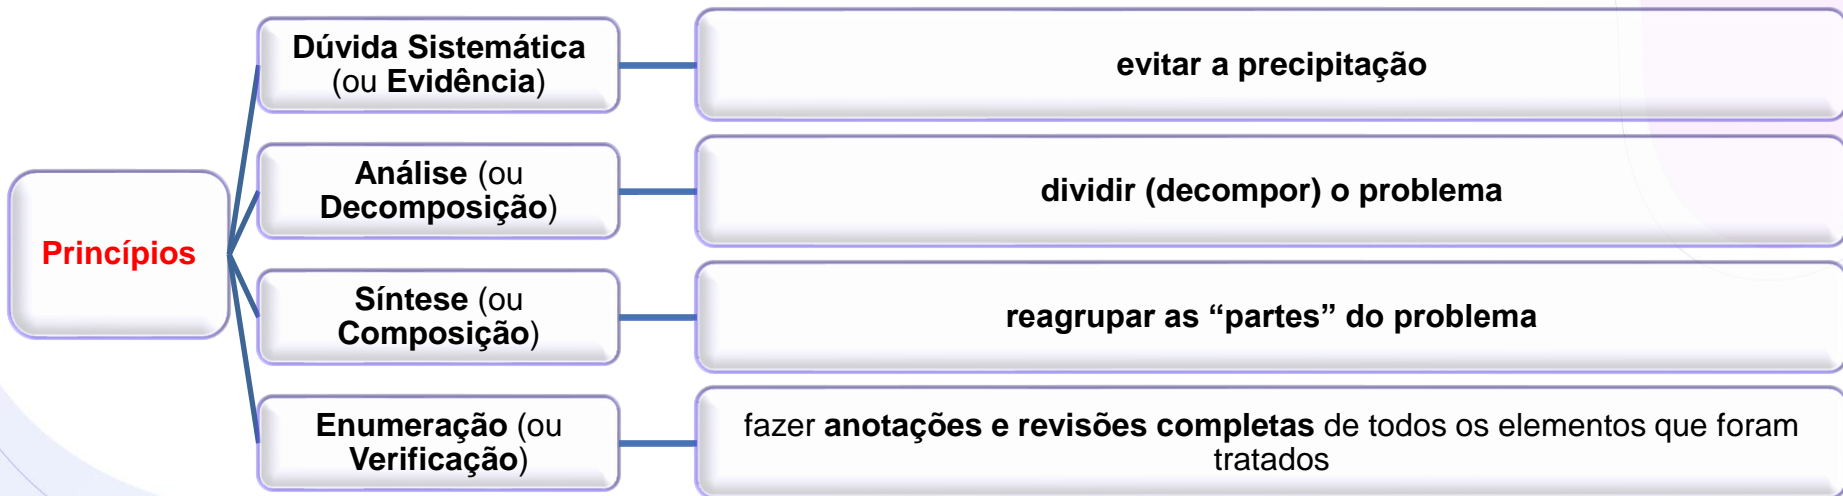 Princípios
Dúvida Sistemática
(ou Evidência)
evitar a precipitação
Análise (ou
Decomposição)
dividir (decompor) o problema
Síntese (ou
Composição)
reagrupar as “partes” do problema
Enumeração (ou
Verificação)
fazer anotações e revisões completas de todos os elementos que foram
tratados